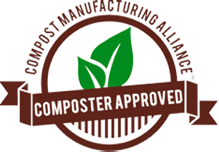 COMPOST MANUFACTURING ALLIANCE
COMPOSTER APPROVED